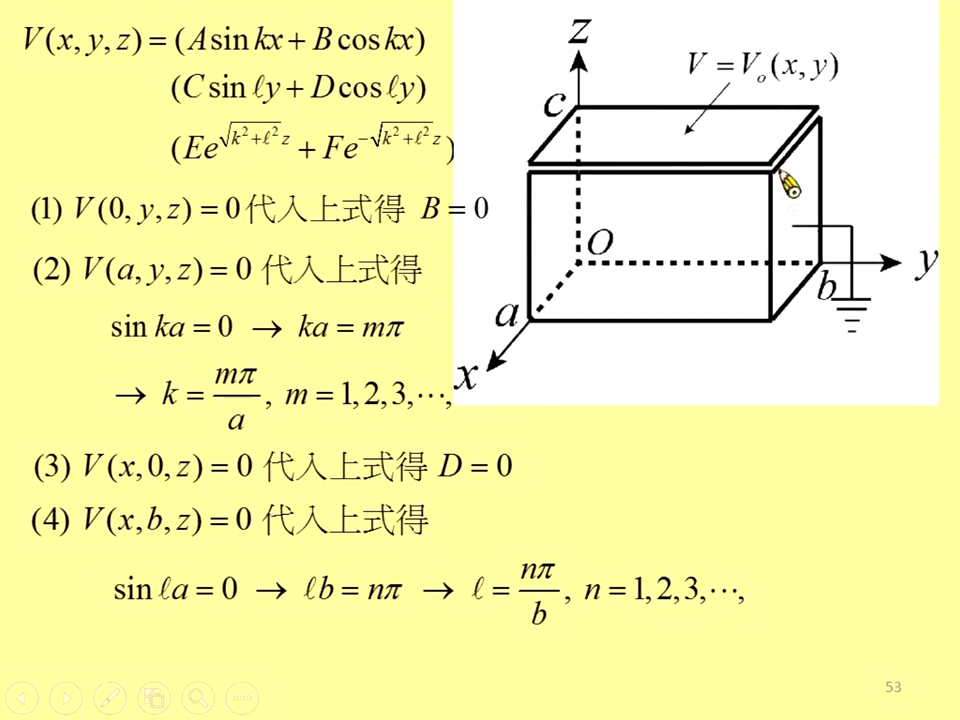 V(x, y, z) = (A sin kx + B cos kx)
(C sin ℓy + D cos ℓy)
(Ee^{√(k²+ℓ²) z} + Fe^{-√(k²+ℓ²) z})
(1) V(0, y, z) = 0 代入上式得 B = 0
(2) V(a, y, z) = 0 代入上式得
sin ka = 0 → ka = mπ
→ k = mπ/a, m = 1, 2, 3, ⋯,
(3) V(x, 0, z) = 0 代入上式得 D = 0
(4) V(x, b, z) = 0 代入上式得
sin ℓa = 0 → ℓb = nπ → ℓ = nπ/b, n = 1, 2, 3, ⋯,
z
V = V₀(x, y)
c
O
y
b
a
x
53